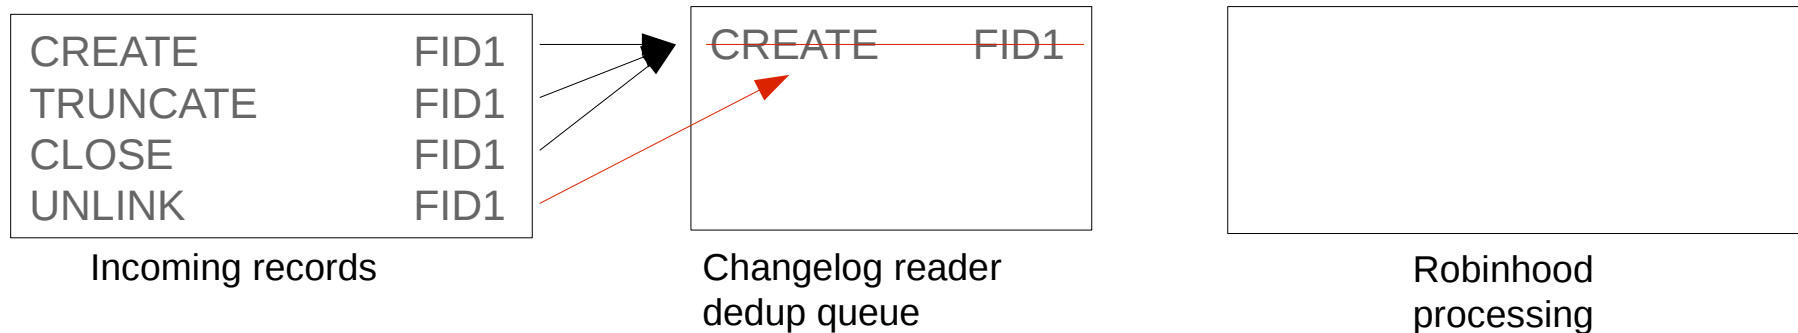 CREATE FID1
TRUNCATE FID1
CLOSE FID1
UNLINK FID1
Incoming records
CREATE FID1
Changelog reader
dedup queue
Robinhood
processing